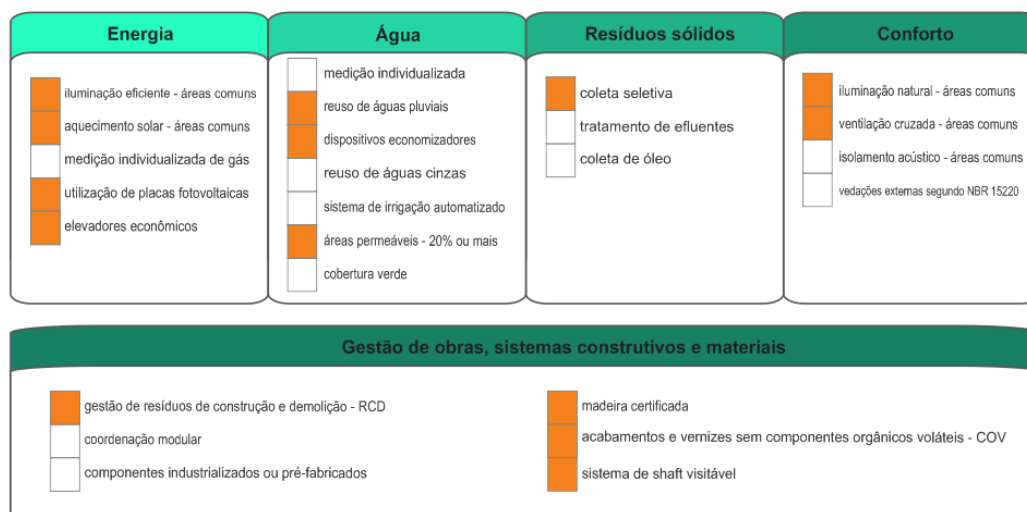 Energia
iluminação eficiente - áreas comuns
aquecimento solar - áreas comuns
medição individualizada de gás
utilização de placas fotovoltaicas
elevadores econômicos
Água
medição individualizada
reuso de águas pluviais
dispositivos economizadores
reuso de águas cinzas
sistema de irrigação automatizado
áreas permeáveis - 20% ou mais
cobertura verde
Resíduos sólidos
coleta seletiva
tratamento de efluentes
coleta de óleo
Conforto
iluminação natural - áreas comuns
ventilação cruzada - áreas comuns
isolamento acústico - áreas comuns
vedações externas segundo NBR 15220
Gestão de obras, sistemas construtivos e materiais
gestão de resíduos de construção e demolição - RCD
coordenação modular
componentes industrializados ou pré-fabricados
madeira certificada
acabamentos e vernizes sem componentes orgânicos voláteis - COV
sistema de shaft visitável